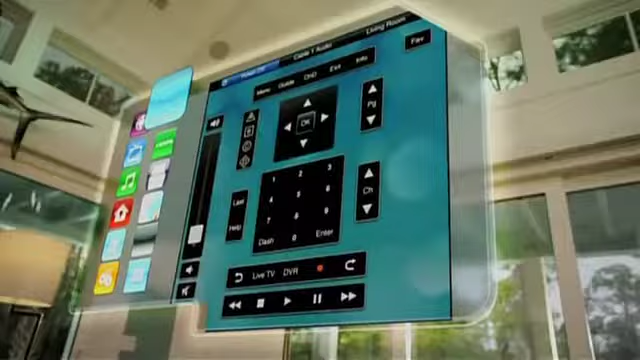 Cable 1 Audio
Living Room
Fav
Menu Guide DVD Exit Info
OK
Pg
1 2 3
4 5 6
7 8 9
Dash 0 Enter
Last
Help
Ch
Live TV DVR